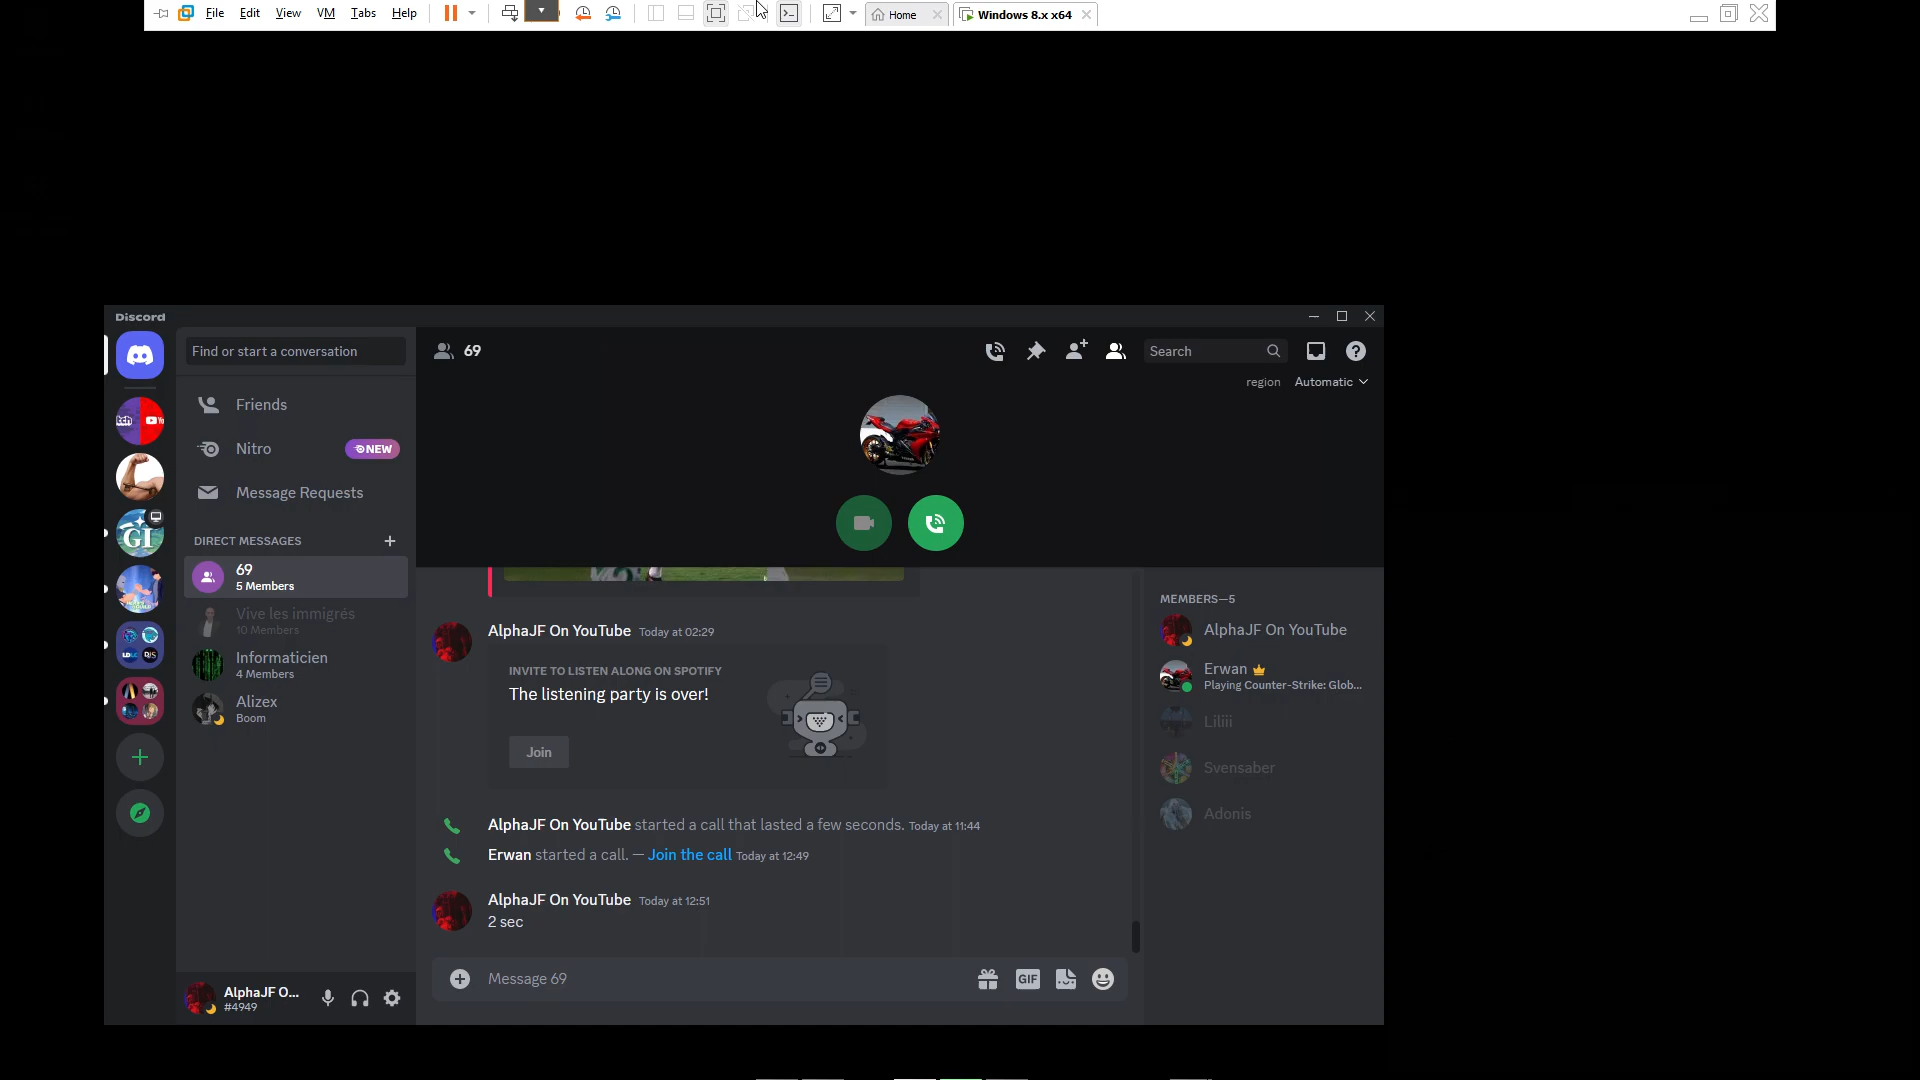 File Edit View VM Tabs Help Home Windows 8.x x64
Discord
Find or start a conversation
69
Search
region Automatic
Friends
Nitro NEW
Message Requests
DIRECT MESSAGES
69
5 Members
Vive les immigrés
10 Members
Informaticien
4 Members
Alizex
Boom
GI
LDLC DJS
AlphaJF O...
#4949
AlphaJF On YouTube Today at 02:29
INVITE TO LISTEN ALONG ON SPOTIFY
The listening party is over!
Join
AlphaJF On YouTube started a call that lasted a few seconds. Today at 11:44
Erwan started a call. — Join the call Today at 12:49
AlphaJF On YouTube Today at 12:51
2 sec
Message 69
GIF
MEMBERS—5
AlphaJF On YouTube
Erwan
Playing Counter-Strike: Glob...
Liliii
Svensaber
Adonis